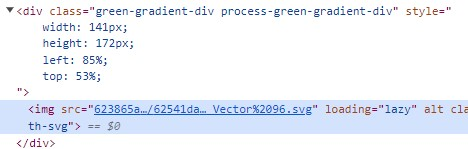 ▼<div class="green-gradient-div process-green-gradient-div" style="
width: 141px;
height: 172px;
left: 85%;
top: 53%;
">
<img src="623865a…/62541da… Vector%2096.svg" loading="lazy" alt cla
th-svg"> == $0
</div>